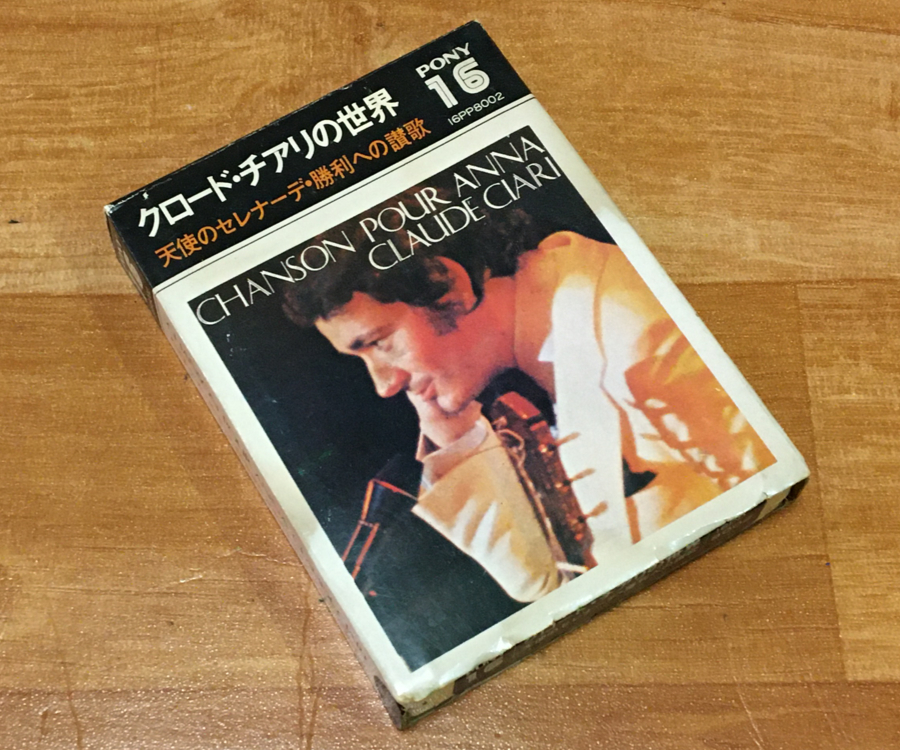 クロード・チアリの世界
天使のセレナーデ・勝利への讃歌
PONY
16
16PP8002
CHANSON POUR ANNA
CLAUDE CIARI